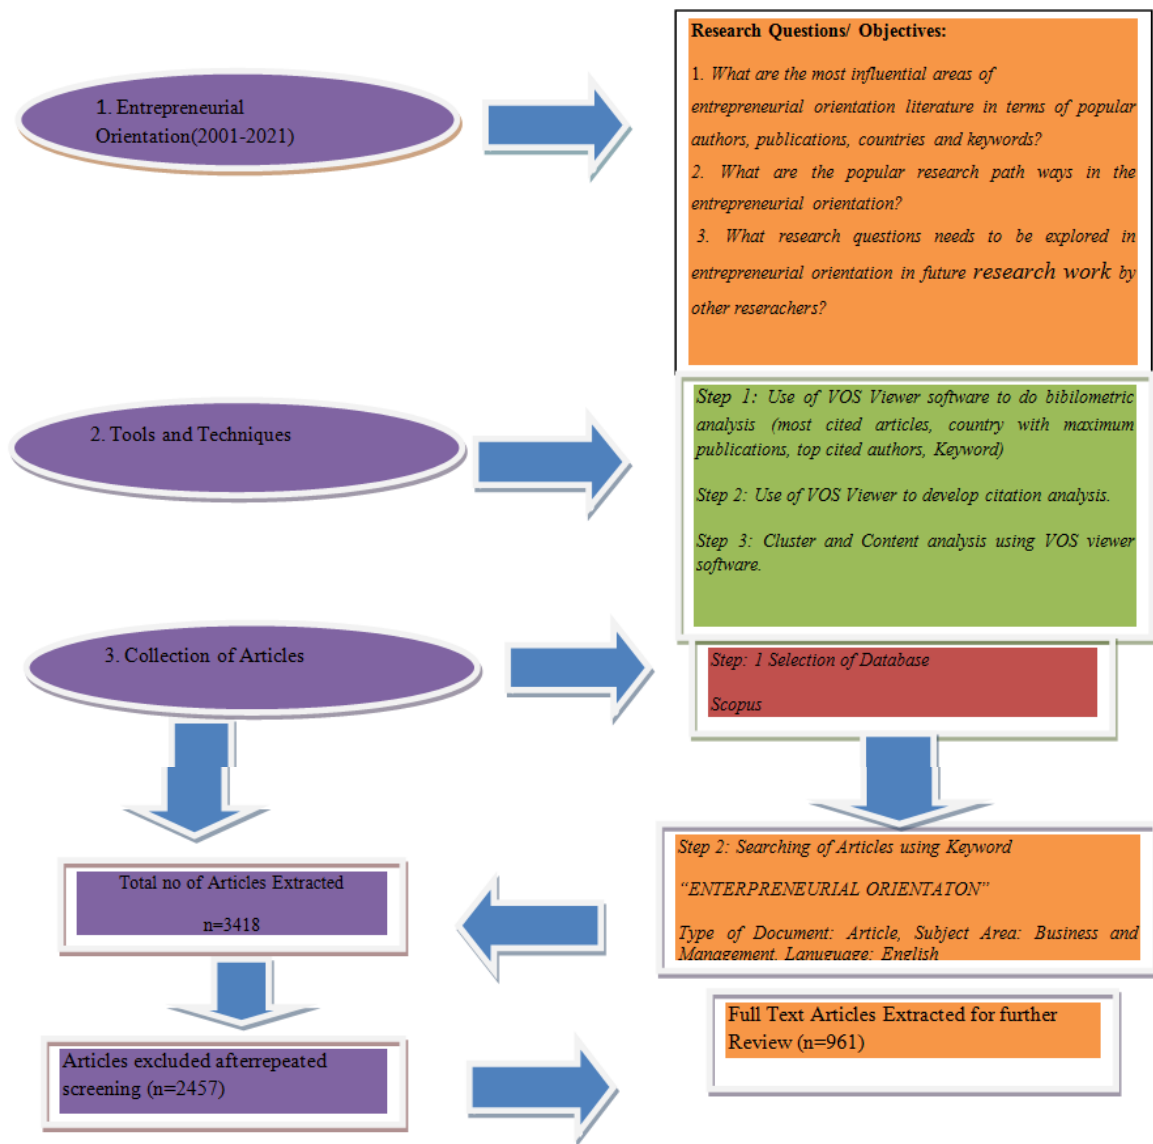 1. Entrepreneurial
Orientation(2001-2021)
Research Questions/ Objectives:
1. What are the most influential areas of
entrepreneurial orientation literature in terms of popular
authors, publications, countries and keywords?
2. What are the popular research path ways in the
entrepreneurial orientation?
3. What research questions needs to be explored in
entrepreneurial orientation in future research work by
other reserachers?
2. Tools and Techniques
Step 1: Use of VOS Viewer software to do bibilometric
analysis (most cited articles, country with maximum
publications, top cited authors, Keyword)
Step 2: Use of VOS Viewer to develop citation analysis.
Step 3: Cluster and Content analysis using VOS viewer
software.
3. Collection of Articles
Step: 1 Selection of Database
Scopus
Step 2: Searching of Articles using Keyword
“ENTERPRENEURIAL ORIENTATON”
Type of Document: Article, Subject Area: Business and
Management, Lanuguage: English
Total no of Articles Extracted
n=3418
Articles excluded afterrepeated
screening (n=2457)
Full Text Articles Extracted for further
Review (n=961)